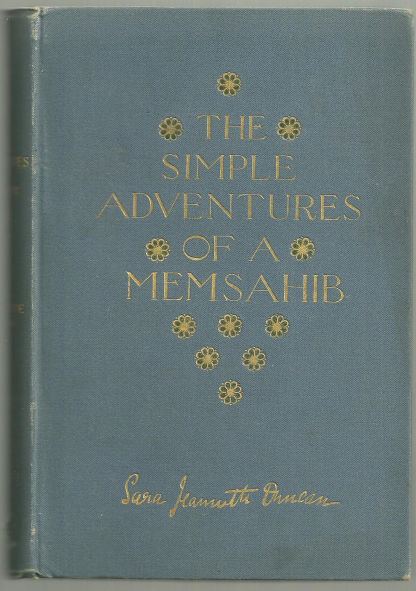 THE
SIMPLE
ADVENTURES
OF A
MEMSAHIB
Sara Jeannette Duncan